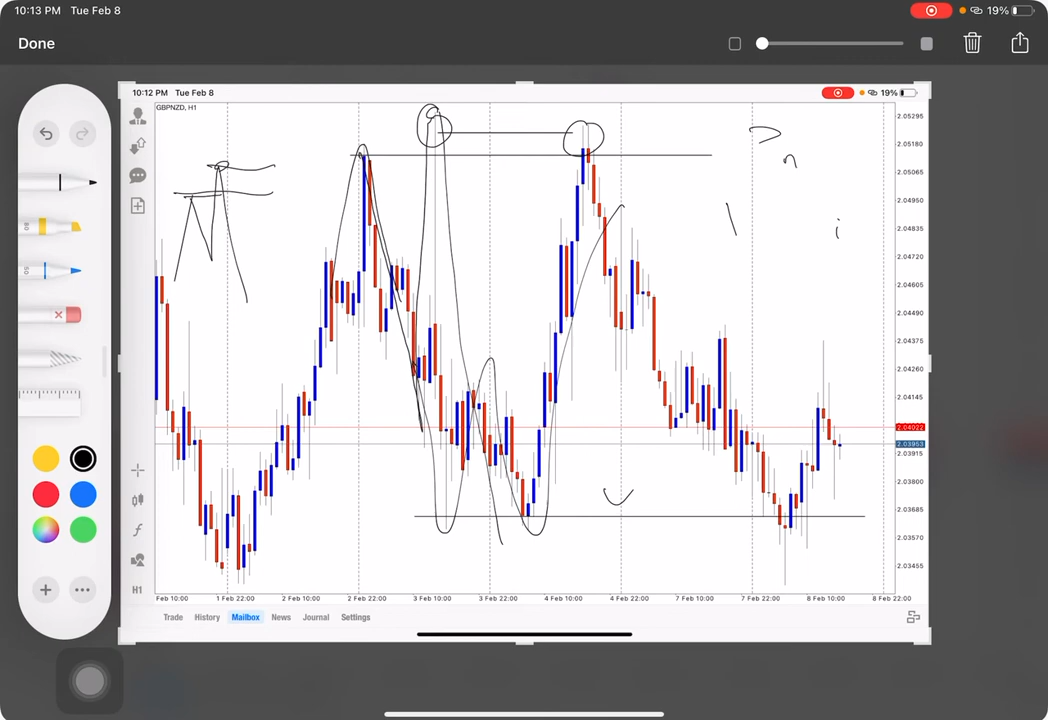 10:13 PM Tue Feb 8
19%
Done
10:12 PM Tue Feb 8
19%
GBPNZD, H1
2.05295
2.05180
2.05065
2.04950
2.04835
2.04720
2.04605
2.04490
2.04375
2.04260
2.04145
2.04022
2.03953
2.03915
2.03800
2.03685
2.03570
2.03455
n
i
80
50
H1
Feb 10:00 1 Feb 22:00 2 Feb 10:00 2 Feb 22:00 3 Feb 10:00 3 Feb 22:00 4 Feb 10:00 4 Feb 22:00 7 Feb 10:00 7 Feb 22:00 8 Feb 10:00 8 Feb 22:00
Trade History Mailbox News Journal Settings